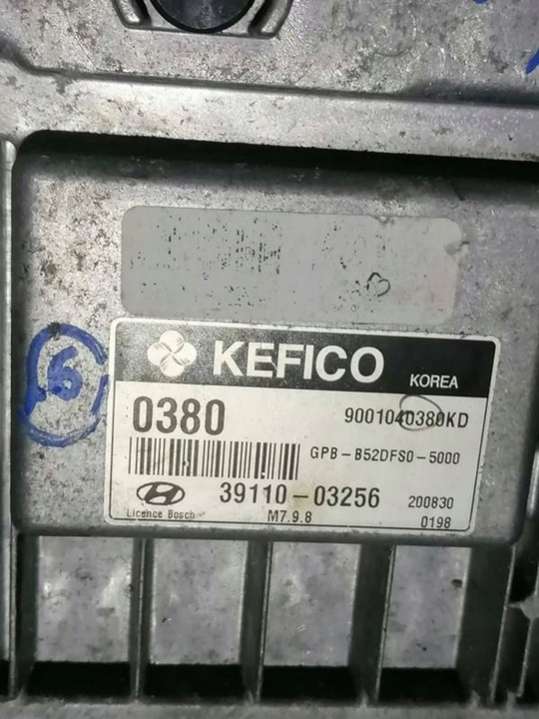 6
KEFICO KOREA
0380 9001040380KD
GPB-B52DFS0-5000
39110-03256 200830
Licence Bosch M7.9.8 0198